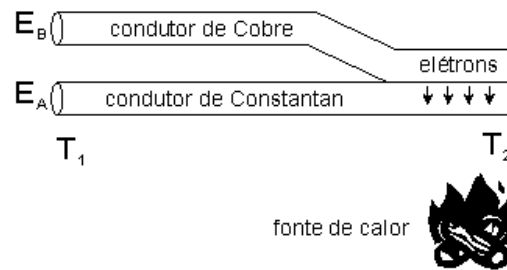 E_B condutor de Cobre
elétrons
E_A condutor de Constantan
T_1 T_2
fonte de calor